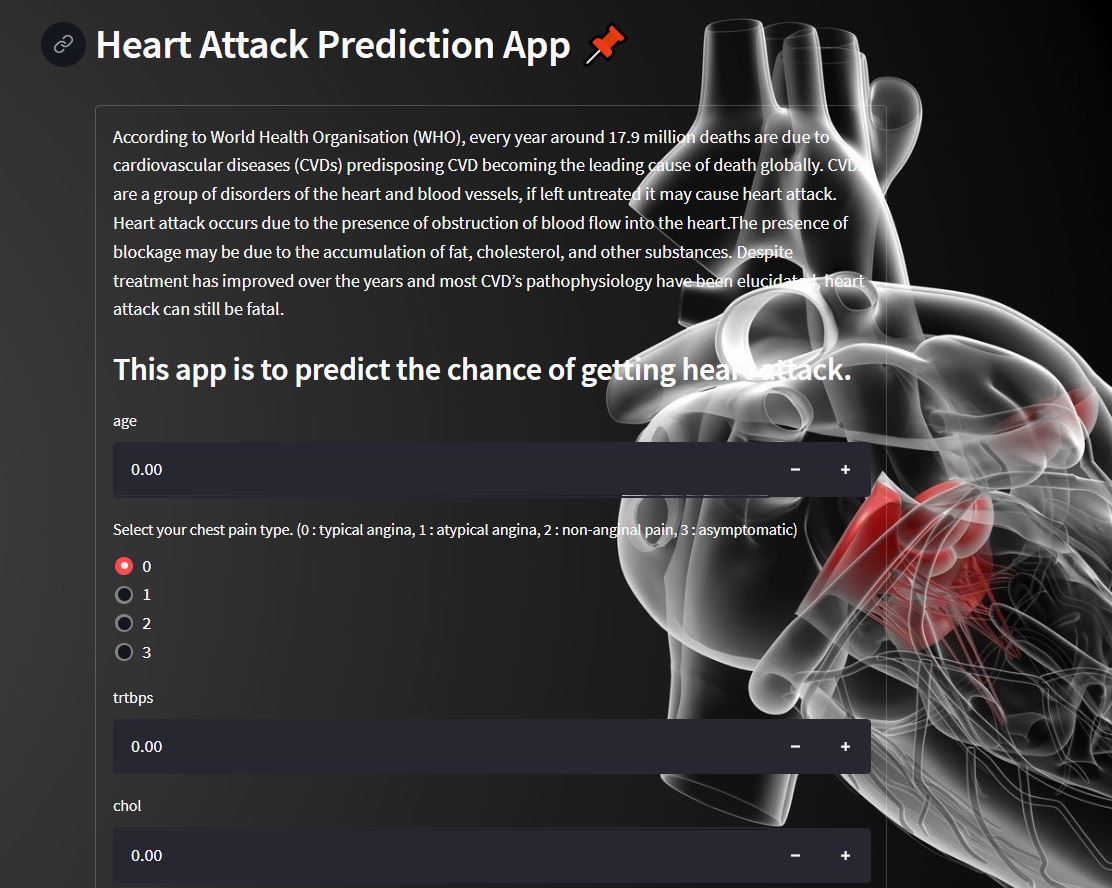 Heart Attack Prediction App
According to World Health Organisation (WHO), every year around 17.9 million deaths are due to
cardiovascular diseases (CVDs) predisposing CVD becoming the leading cause of death globally. CVDs
are a group of disorders of the heart and blood vessels, if left untreated it may cause heart attack.
Heart attack occurs due to the presence of obstruction of blood flow into the heart.The presence of
blockage may be due to the accumulation of fat, cholesterol, and other substances. Despite
treatment has improved over the years and most CVD’s pathophysiology have been elucidated, heart
attack can still be fatal.
This app is to predict the chance of getting heart attack.
age
0.00 − +
Select your chest pain type. (0 : typical angina, 1 : atypical angina, 2 : non-anginal pain, 3 : asymptomatic)
0
1
2
3
trtbps
0.00 − +
chol
0.00 − +